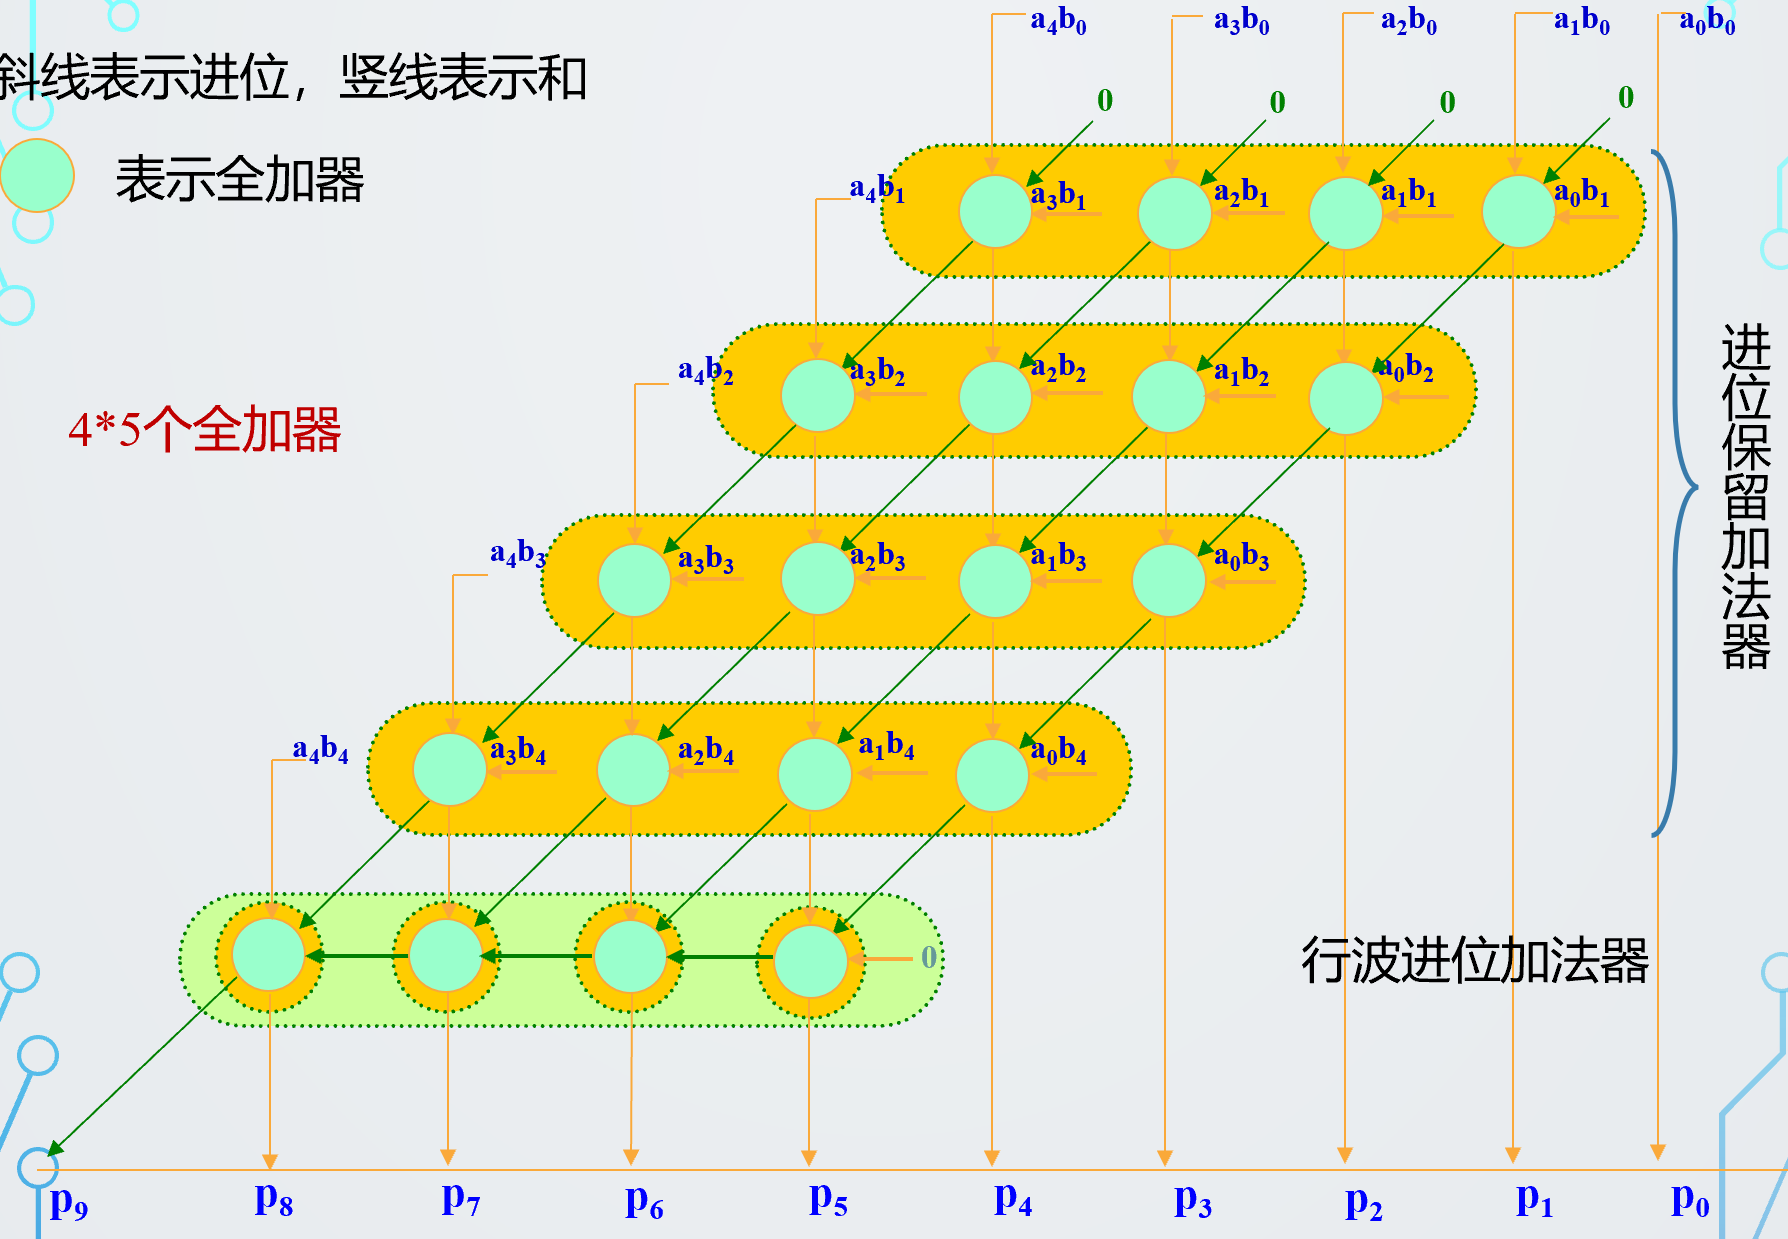 a₄b₀ a₃b₀ a₂b₀ a₁b₀ a₀b₀
斜线表示进位，竖线表示和
0 0 0 0
表示全加器
a₄b₁ a₃b₁ a₂b₁ a₁b₁ a₀b₁
a₄b₂ a₃b₂ a₂b₂ a₁b₂ a₀b₂
4*5个全加器
进位保留加法器
a₄b₃ a₃b₃ a₂b₃ a₁b₃ a₀b₃
a₄b₄ a₃b₄ a₂b₄ a₁b₄ a₀b₄
0
行波进位加法器
p₉ p₈ p₇ p₆ p₅ p₄ p₃ p₂ p₁ p₀